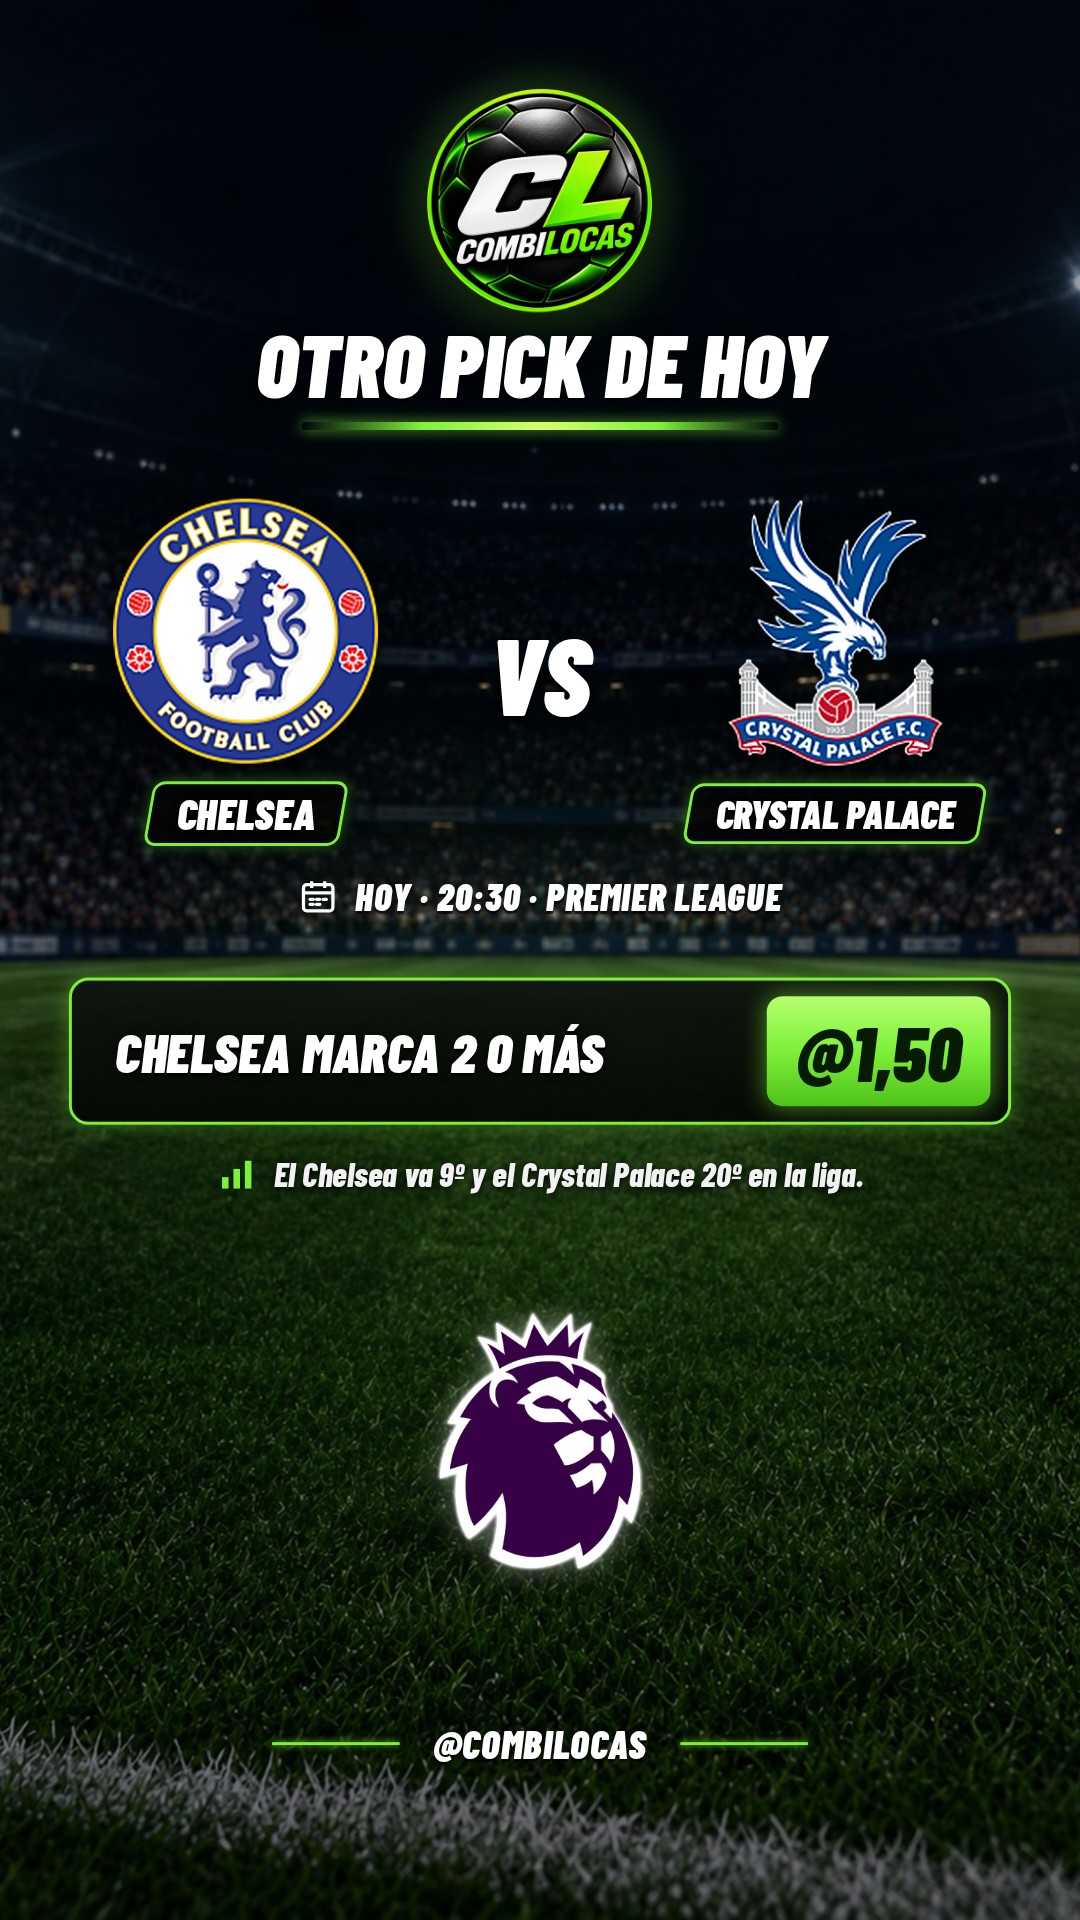 CL
COMBILOCAS
OTRO PICK DE HOY
CHELSEA
FOOTBALL CLUB
VS
1905
CRYSTAL PALACE F.C.
CHELSEA
CRYSTAL PALACE
HOY · 20:30 · PREMIER LEAGUE
CHELSEA MARCA 2 O MÁS
@1,50
El Chelsea va 9º y el Crystal Palace 20º en la liga.
@COMBILOCAS